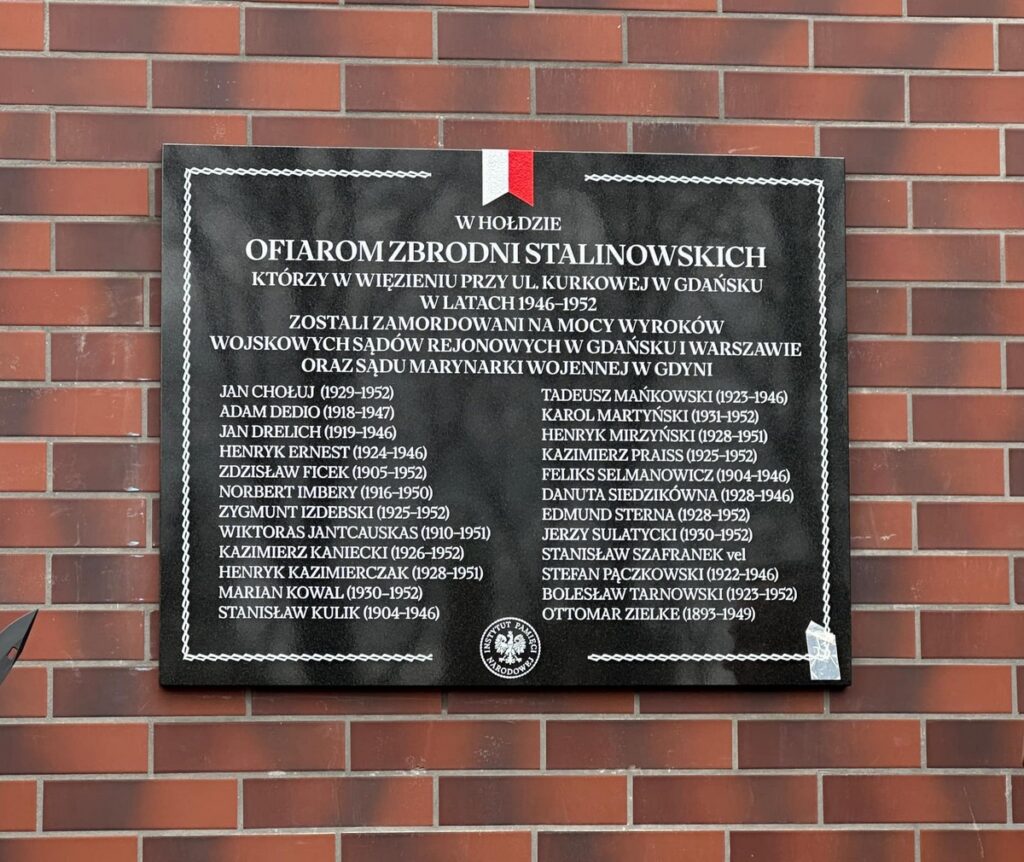 W HOŁDZIE
OFIAROM ZBRODNI STALINOWSKICH
KTÓRZY W WIĘZIENIU PRZY UL. KURKOWEJ W GDAŃSKU
W LATACH 1946–1952
ZOSTALI ZAMORDOWANI NA MOCY WYROKÓW
WOJSKOWYCH SĄDÓW REJONOWYCH W GDAŃSKU I WARSZAWIE
ORAZ SĄDU MARYNARKI WOJENNEJ W GDYNI
JAN CHOŁUJ (1929–1952)
ADAM DEDIO (1918–1947)
JAN DRELICH (1919–1946)
HENRYK ERNEST (1924–1946)
ZDZISŁAW FICEK (1905–1952)
NORBERT IMBERY (1916–1950)
ZYGMUNT IZDEBSKI (1925–1952)
WIKTORAS JANTCAUSKAS (1910–1951)
KAZIMIERZ KANIECKI (1926–1952)
HENRYK KAZIMIERCZAK (1928–1951)
MARIAN KOWAL (1930–1952)
STANISŁAW KULIK (1904–1946)
TADEUSZ MAŃKOWSKI (1923–1946)
KAROL MARTYŃSKI (1931–1952)
HENRYK MIRZYŃSKI (1928–1951)
KAZIMIERZ PRAISS (1925–1952)
FELIKS SELMANOWICZ (1904–1946)
DANUTA SIEDZIKÓWNA (1928–1946)
EDMUND STERNA (1928–1952)
JERZY SULATYCKI (1930–1952)
STANISŁAW SZAFRANEK vel
STEFAN PĄCZKOWSKI (1922–1946)
BOLESŁAW TARNOWSKI (1923–1952)
OTTOMAR ZIELKE (1893–1949)
INSTYTUT PAMIĘCI
NARODOWEJ